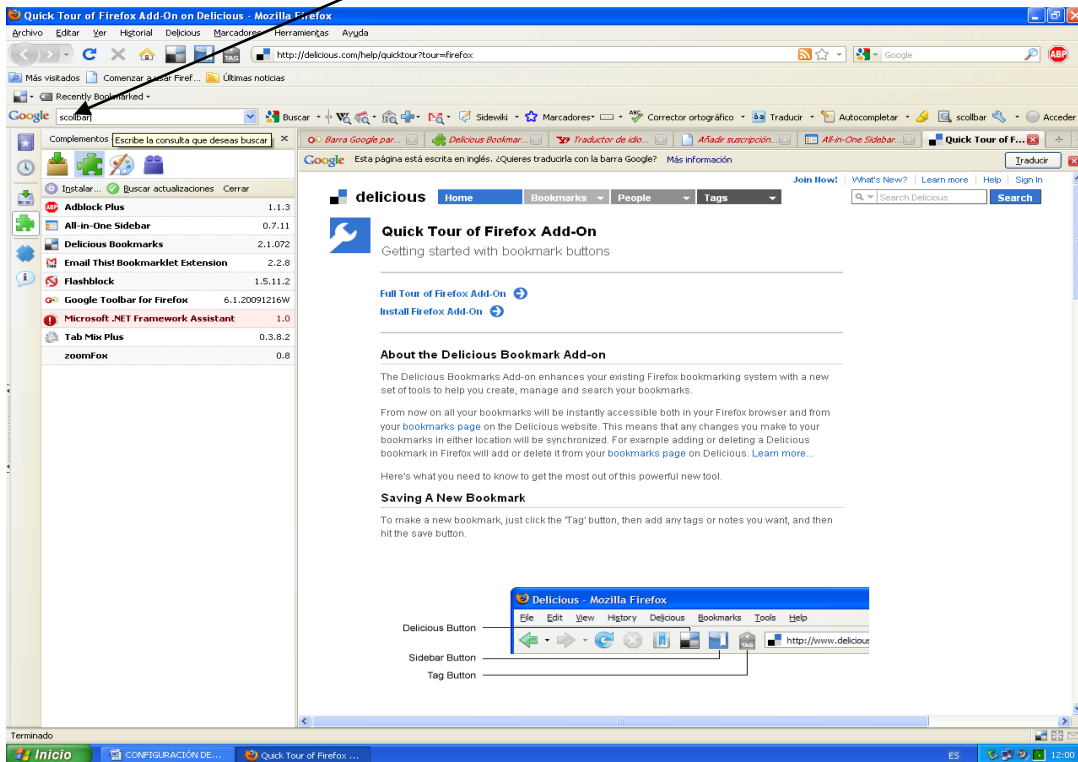 Quick Tour of Firefox Add-On on Delicious - Mozilla Firefox
Archivo Editar Ver Historial Delicious Marcadores Herramientas Ayuda
TAG http://delicious.com/help/quicktour?tour=firefox Google ABP
Más visitados Comenzar a usar Firef... Últimas noticias
Recently Bookmarked
Google scollbar Buscar Sidewiki Marcadores Corrector ortográfico Traducir Autocompletar scollbar Acceder
Complementos Escribe la consulta que deseas buscar
Barra Google par... Delicious Bookmar... Traductor de idio... Añadir suscripción... All-in-One Sidebar... Quick Tour of F...
Google Esta página está escrita en inglés. ¿Quieres traducirla con la barra Google? Más información Traducir
Instalar... Buscar actualizaciones Cerrar
Adblock Plus 1.1.3
All-in-One Sidebar 0.7.11
Delicious Bookmarks 2.1.072
Email This! Bookmarklet Extension 2.2.8
Flashblock 1.5.11.2
Google Toolbar for Firefox 6.1.20091216W
Microsoft .NET Framework Assistant 1.0
Tab Mix Plus 0.3.8.2
zoomFox 0.8
Join Now! What's New? Learn more Help Sign In
delicious Home Bookmarks People Tags Search Delicious Search
Quick Tour of Firefox Add-On
Getting started with bookmark buttons
Full Tour of Firefox Add-On
Install Firefox Add-On
About the Delicious Bookmark Add-on
The Delicious Bookmarks Add-on enhances your existing Firefox bookmarking system with a new
set of tools to help you create, manage and search your bookmarks.
From now on all your bookmarks will be instantly accessible both in your Firefox browser and from
your bookmarks page on the Delicious website. This means that any changes you make to your
bookmarks in either location will be synchronized. For example adding or deleting a Delicious
bookmark in Firefox will add or delete it from your bookmarks page on Delicious. Learn more...
Here's what you need to know to get the most out of this powerful new tool.
Saving A New Bookmark
To make a new bookmark, just click the 'Tag' button, then add any tags or notes you want, and then
hit the save button.
Delicious - Mozilla Firefox
File Edit View History Delicious Bookmarks Tools Help
TAG http://www.delicious
Delicious Button
Sidebar Button
Tag Button
Terminado
Inicio CONFIGURACIÓN DE... Quick Tour of Firefox ... ES 12:00